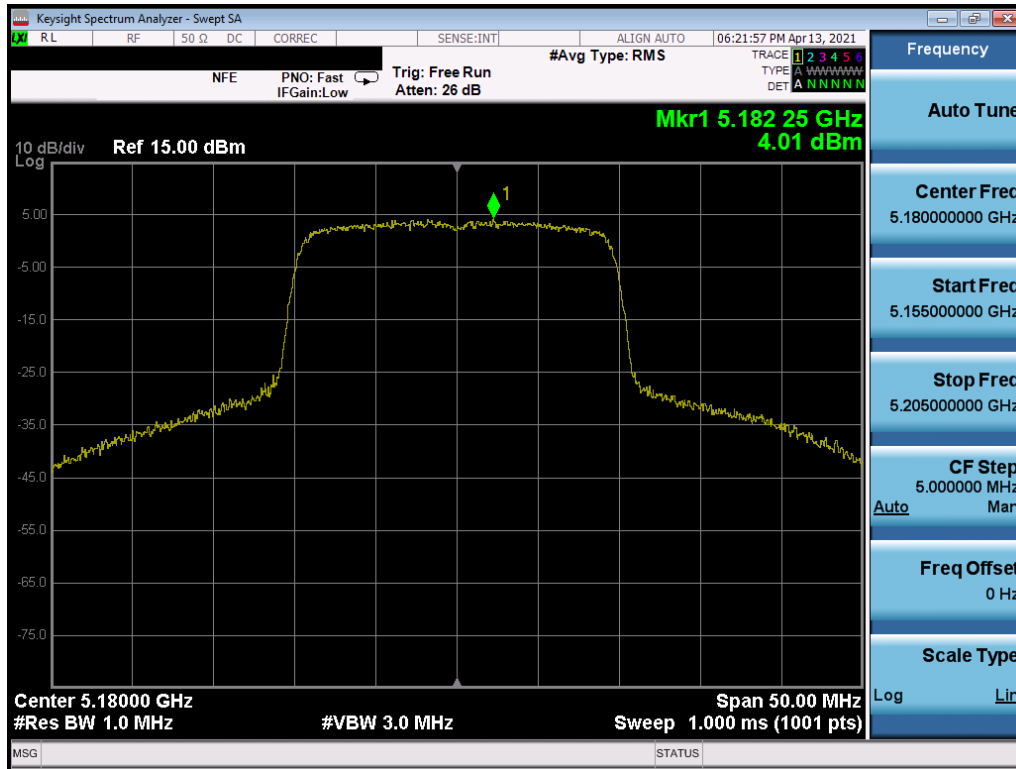 Keysight Spectrum Analyzer - Swept SA
LXI RL RF 50 Ω DC CORREC SENSE:INT ALIGN AUTO 06:21:57 PM Apr 13, 2021
NFE PNO: Fast IFGain:Low
Trig: Free Run
Atten: 26 dB
#Avg Type: RMS
TRACE 1 2 3 4 5 6
TYPE A WWWWW
DET A N N N N N
Mkr1 5.182 25 GHz
4.01 dBm
10 dB/div Ref 15.00 dBm
Log
1
5.00
-5.00
-15.0
-25.0
-35.0
-45.0
-55.0
-65.0
-75.0
Center 5.18000 GHz Span 50.00 MHz
#Res BW 1.0 MHz #VBW 3.0 MHz Sweep 1.000 ms (1001 pts)
MSG STATUS
Frequency
Auto Tune
Center Freq
5.180000000 GHz
Start Freq
5.155000000 GHz
Stop Freq
5.205000000 GHz
CF Step
5.000000 MHz
Auto Man
Freq Offset
0 Hz
Scale Type
Log Lin